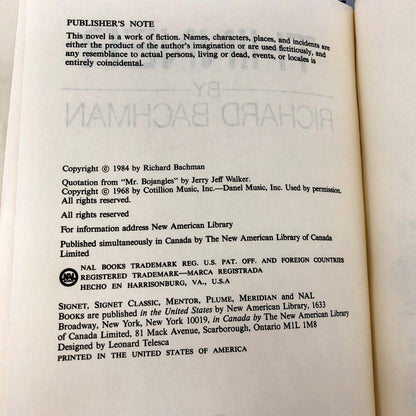 PUBLISHER'S NOTE
This novel is a work of fiction. Names, characters, places, and incidents are
either the product of the author's imagination or are used fictitiously, and
any resemblance to actual persons, living or dead, events, or locales is
entirely coincidental.
BY
RICHARD BACHMAN
Copyright © 1984 by Richard Bachman
Quotation from "Mr. Bojangles" by Jerry Jeff Walker.
Copyright © 1968 by Cotillion Music, Inc.—Danel Music, Inc. Used by permission.
All rights reserved.
All rights reserved
For information address New American Library
Published simultaneously in Canada by The New American Library of Canada
Limited
NAL BOOKS TRADEMARK REG. U.S. PAT. OFF. AND FOREIGN COUNTRIES
REGISTERED TRADEMARK—MARCA REGISTRADA
HECHO EN HARRISONBURG, VA., U.S.A
SIGNET, SIGNET CLASSIC, MENTOR, PLUME, MERIDIAN and NAL
BOOKS are published in the United States by New American Library, 1633
Broadway, New York, New York 10019, in Canada by The New American Library
of Canada Limited, 81 Mack Avenue, Scarborough, Ontario M1L 1M8
Designed by Leonard Telesca
PRINTED IN THE UNITED STATES OF AMERICA